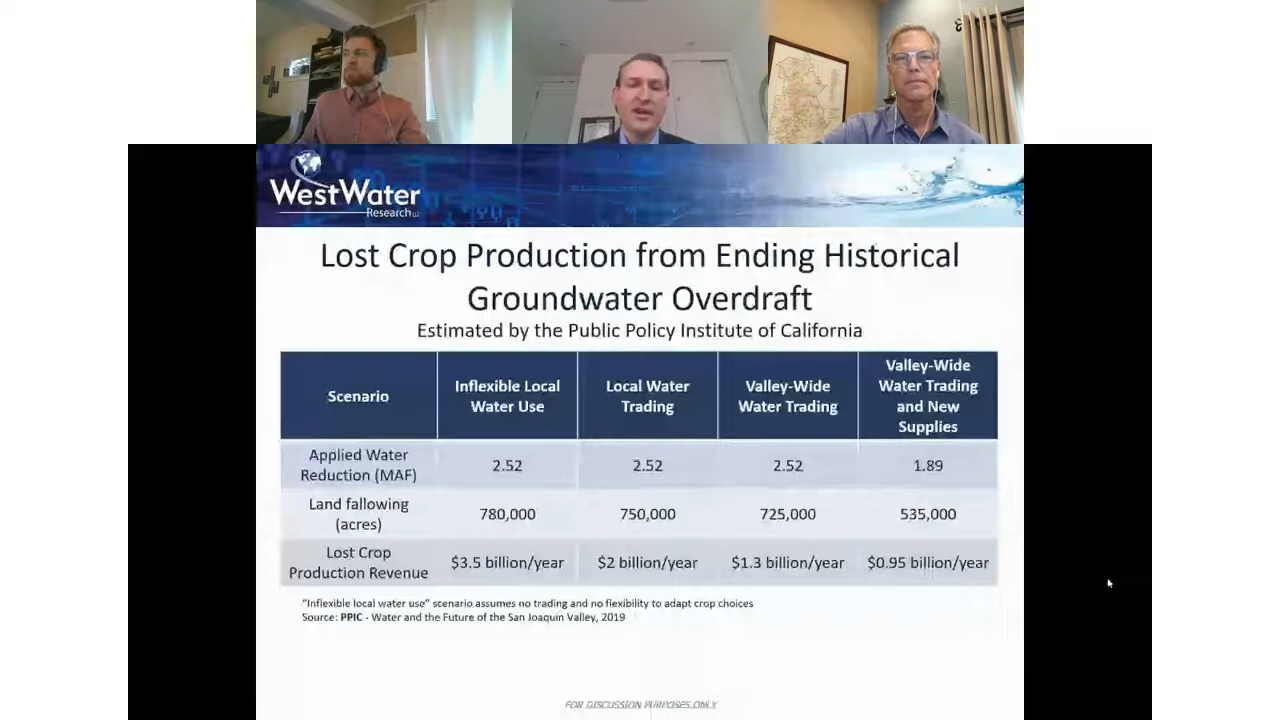 WestWater
Research LLC
Lost Crop Production from Ending Historical
Groundwater Overdraft
Estimated by the Public Policy Institute of California
Scenario
Inflexible Local
Water Use
Local Water
Trading
Valley-Wide
Water Trading
Valley-Wide
Water Trading
and New
Supplies
Applied Water
Reduction (MAF)
2.52
2.52
2.52
1.89
Land fallowing
(acres)
780,000
750,000
725,000
535,000
Lost Crop
Production Revenue
$3.5 billion/year
$2 billion/year
$1.3 billion/year
$0.95 billion/year
"Inflexible local water use" scenario assumes no trading and no flexibility to adapt crop choices
Source: PPIC - Water and the Future of the San Joaquin Valley, 2019
FOR DISCUSSION PURPOSES ONLY